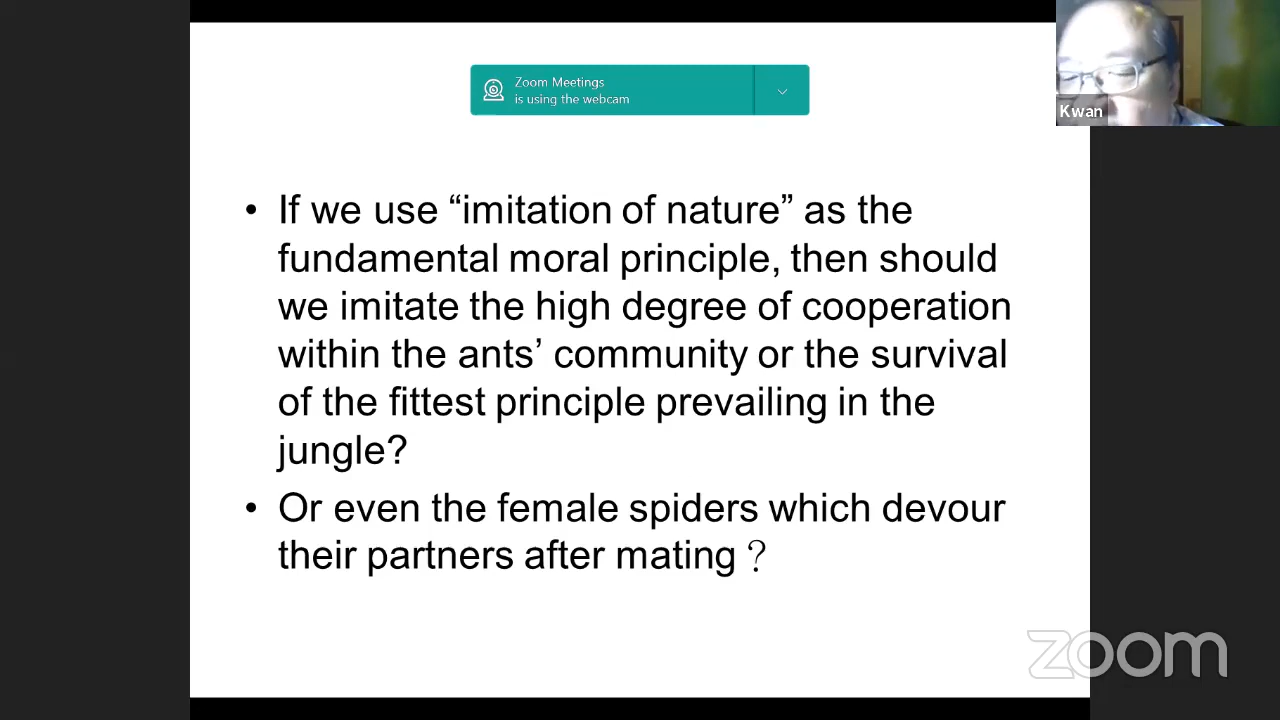 Zoom Meetings
is using the webcam
Kwan
• If we use “imitation of nature” as the
fundamental moral principle, then should
we imitate the high degree of cooperation
within the ants’ community or the survival
of the fittest principle prevailing in the
jungle?
• Or even the female spiders which devour
their partners after mating？
zoom